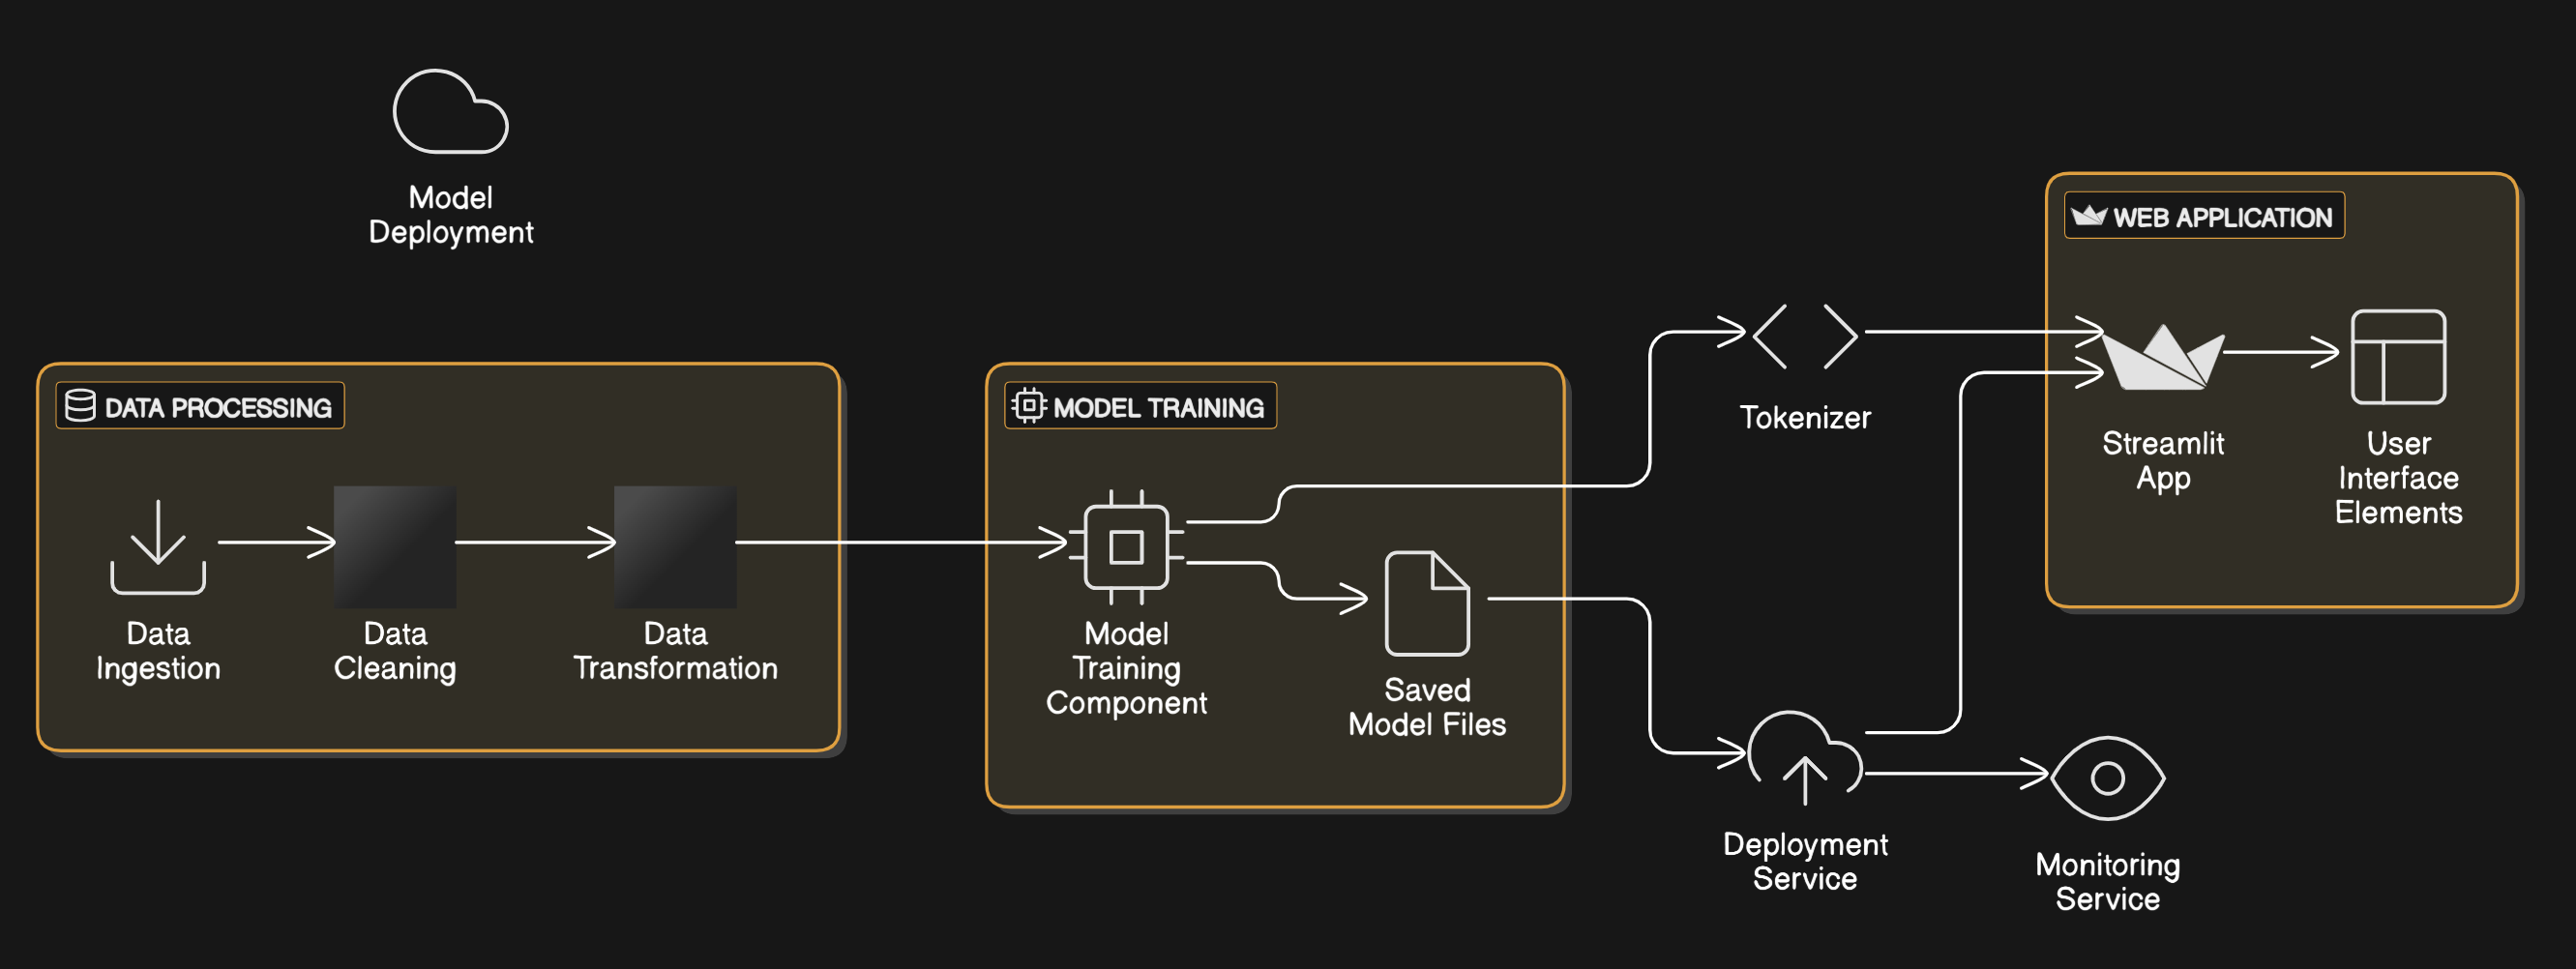 Model
Deployment
DATA PROCESSING
Data
Ingestion
Data
Cleaning
Data
Transformation
MODEL TRAINING
Model
Training
Component
Saved
Model Files
Tokenizer
Deployment
Service
Monitoring
Service
WEB APPLICATION
Streamlit
App
User
Interface
Elements